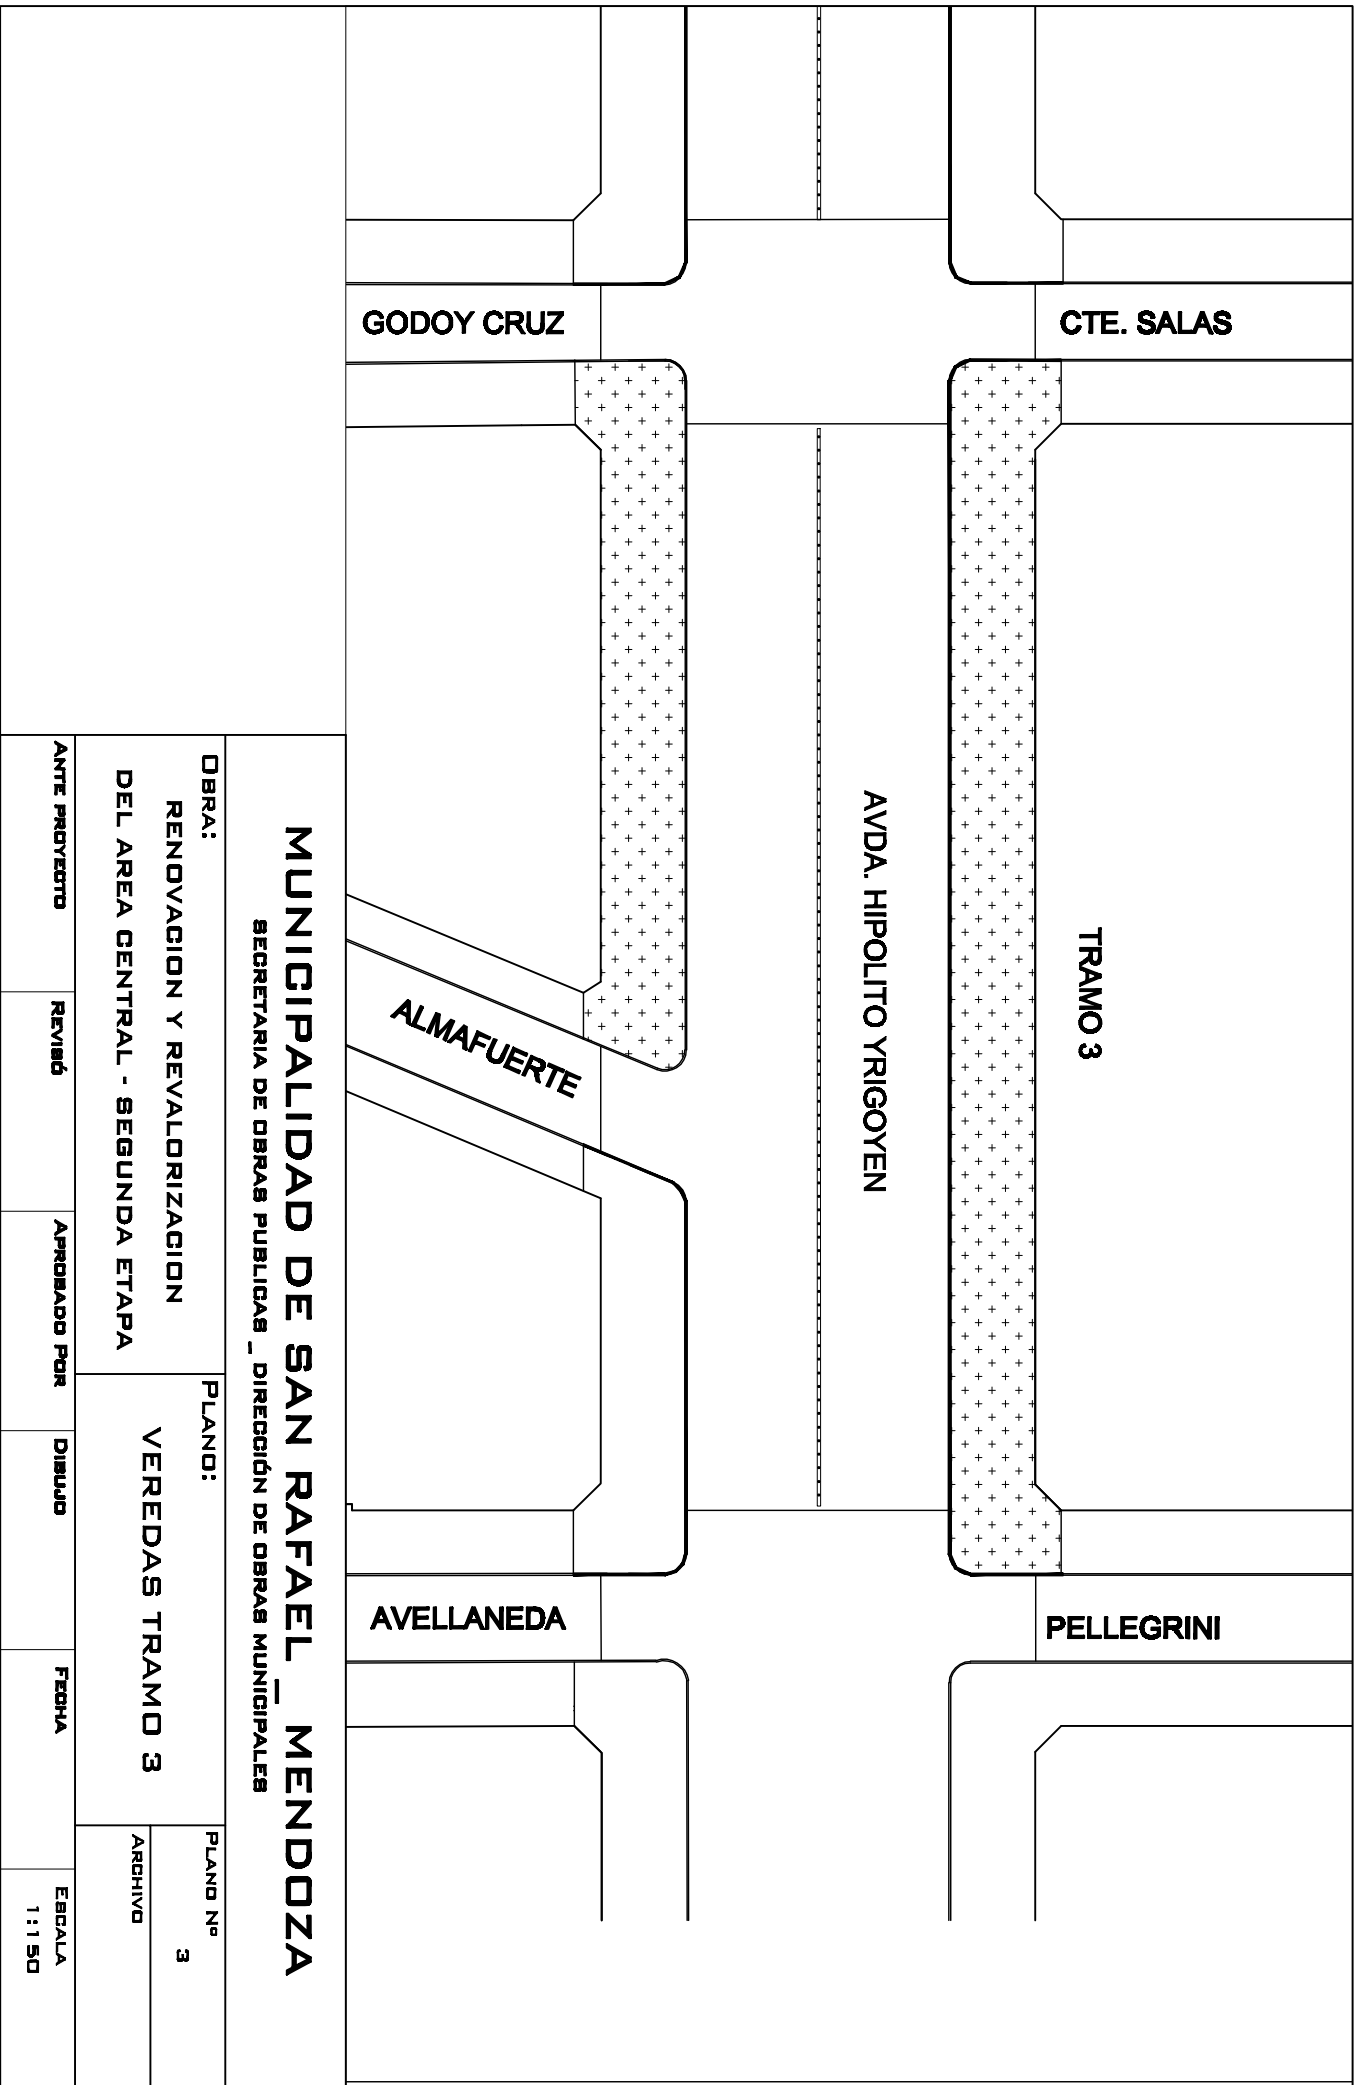 TRAMO 3
CTE. SALAS
PELLEGRINI
AVDA. HIPOLITO YRIGOYEN
GODOY CRUZ
ALMAFUERTE
AVELLANEDA
MUNICIPALIDAD DE SAN RAFAEL _ MENDOZA
SECRETARIA DE OBRAS PUBLICAS _ DIRECCIÓN DE OBRAS MUNICIPALES
OBRA:
RENOVACION Y REVALORIZACION
DEL AREA CENTRAL - SEGUNDA ETAPA
PLANO:
VEREDAS TRAMO 3
PLANO Nº
3
ARCHIVO
ANTE PROYECTO
REVISÓ
APROBADO POR
DIBUJO
FECHA
ESCALA
1:150